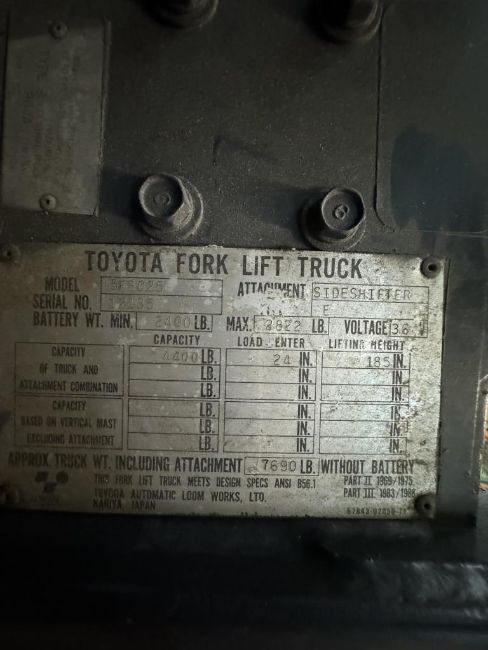 TYPE E
TOYOTA FORK LIFT TRUCK
MODEL ATTACHMENT SIDESHIFTER
SERIAL NO. E
BATTERY WT. MIN. 2400 LB. MAX. 2822 LB VOLTAGE 36
CAPACITY LOAD CENTER LIFTING HEIGHT
CAPACITY 4400 LB. 24 IN. 185 IN.
OF TRUCK AND LB. IN. IN.
ATTACHMENT COMBINATION LB. IN. IN.
CAPACITY LB. IN. IN.
BASED ON VERTICAL MAST LB. IN. IN.
EXCLUDING ATTACHMENT LB. IN. IN.
APPROX. TRUCK WT. INCLUDING ATTACHMENT 7690 LB. WITHOUT BATTERY
THIS FORK LIFT TRUCK MEETS DESIGN SPECS ANSI B56.1 PART II 1969/1975
TOYODA AUTOMATIC LOOM WORKS, LTD. PART III 1983/1988
KARIYA, JAPAN